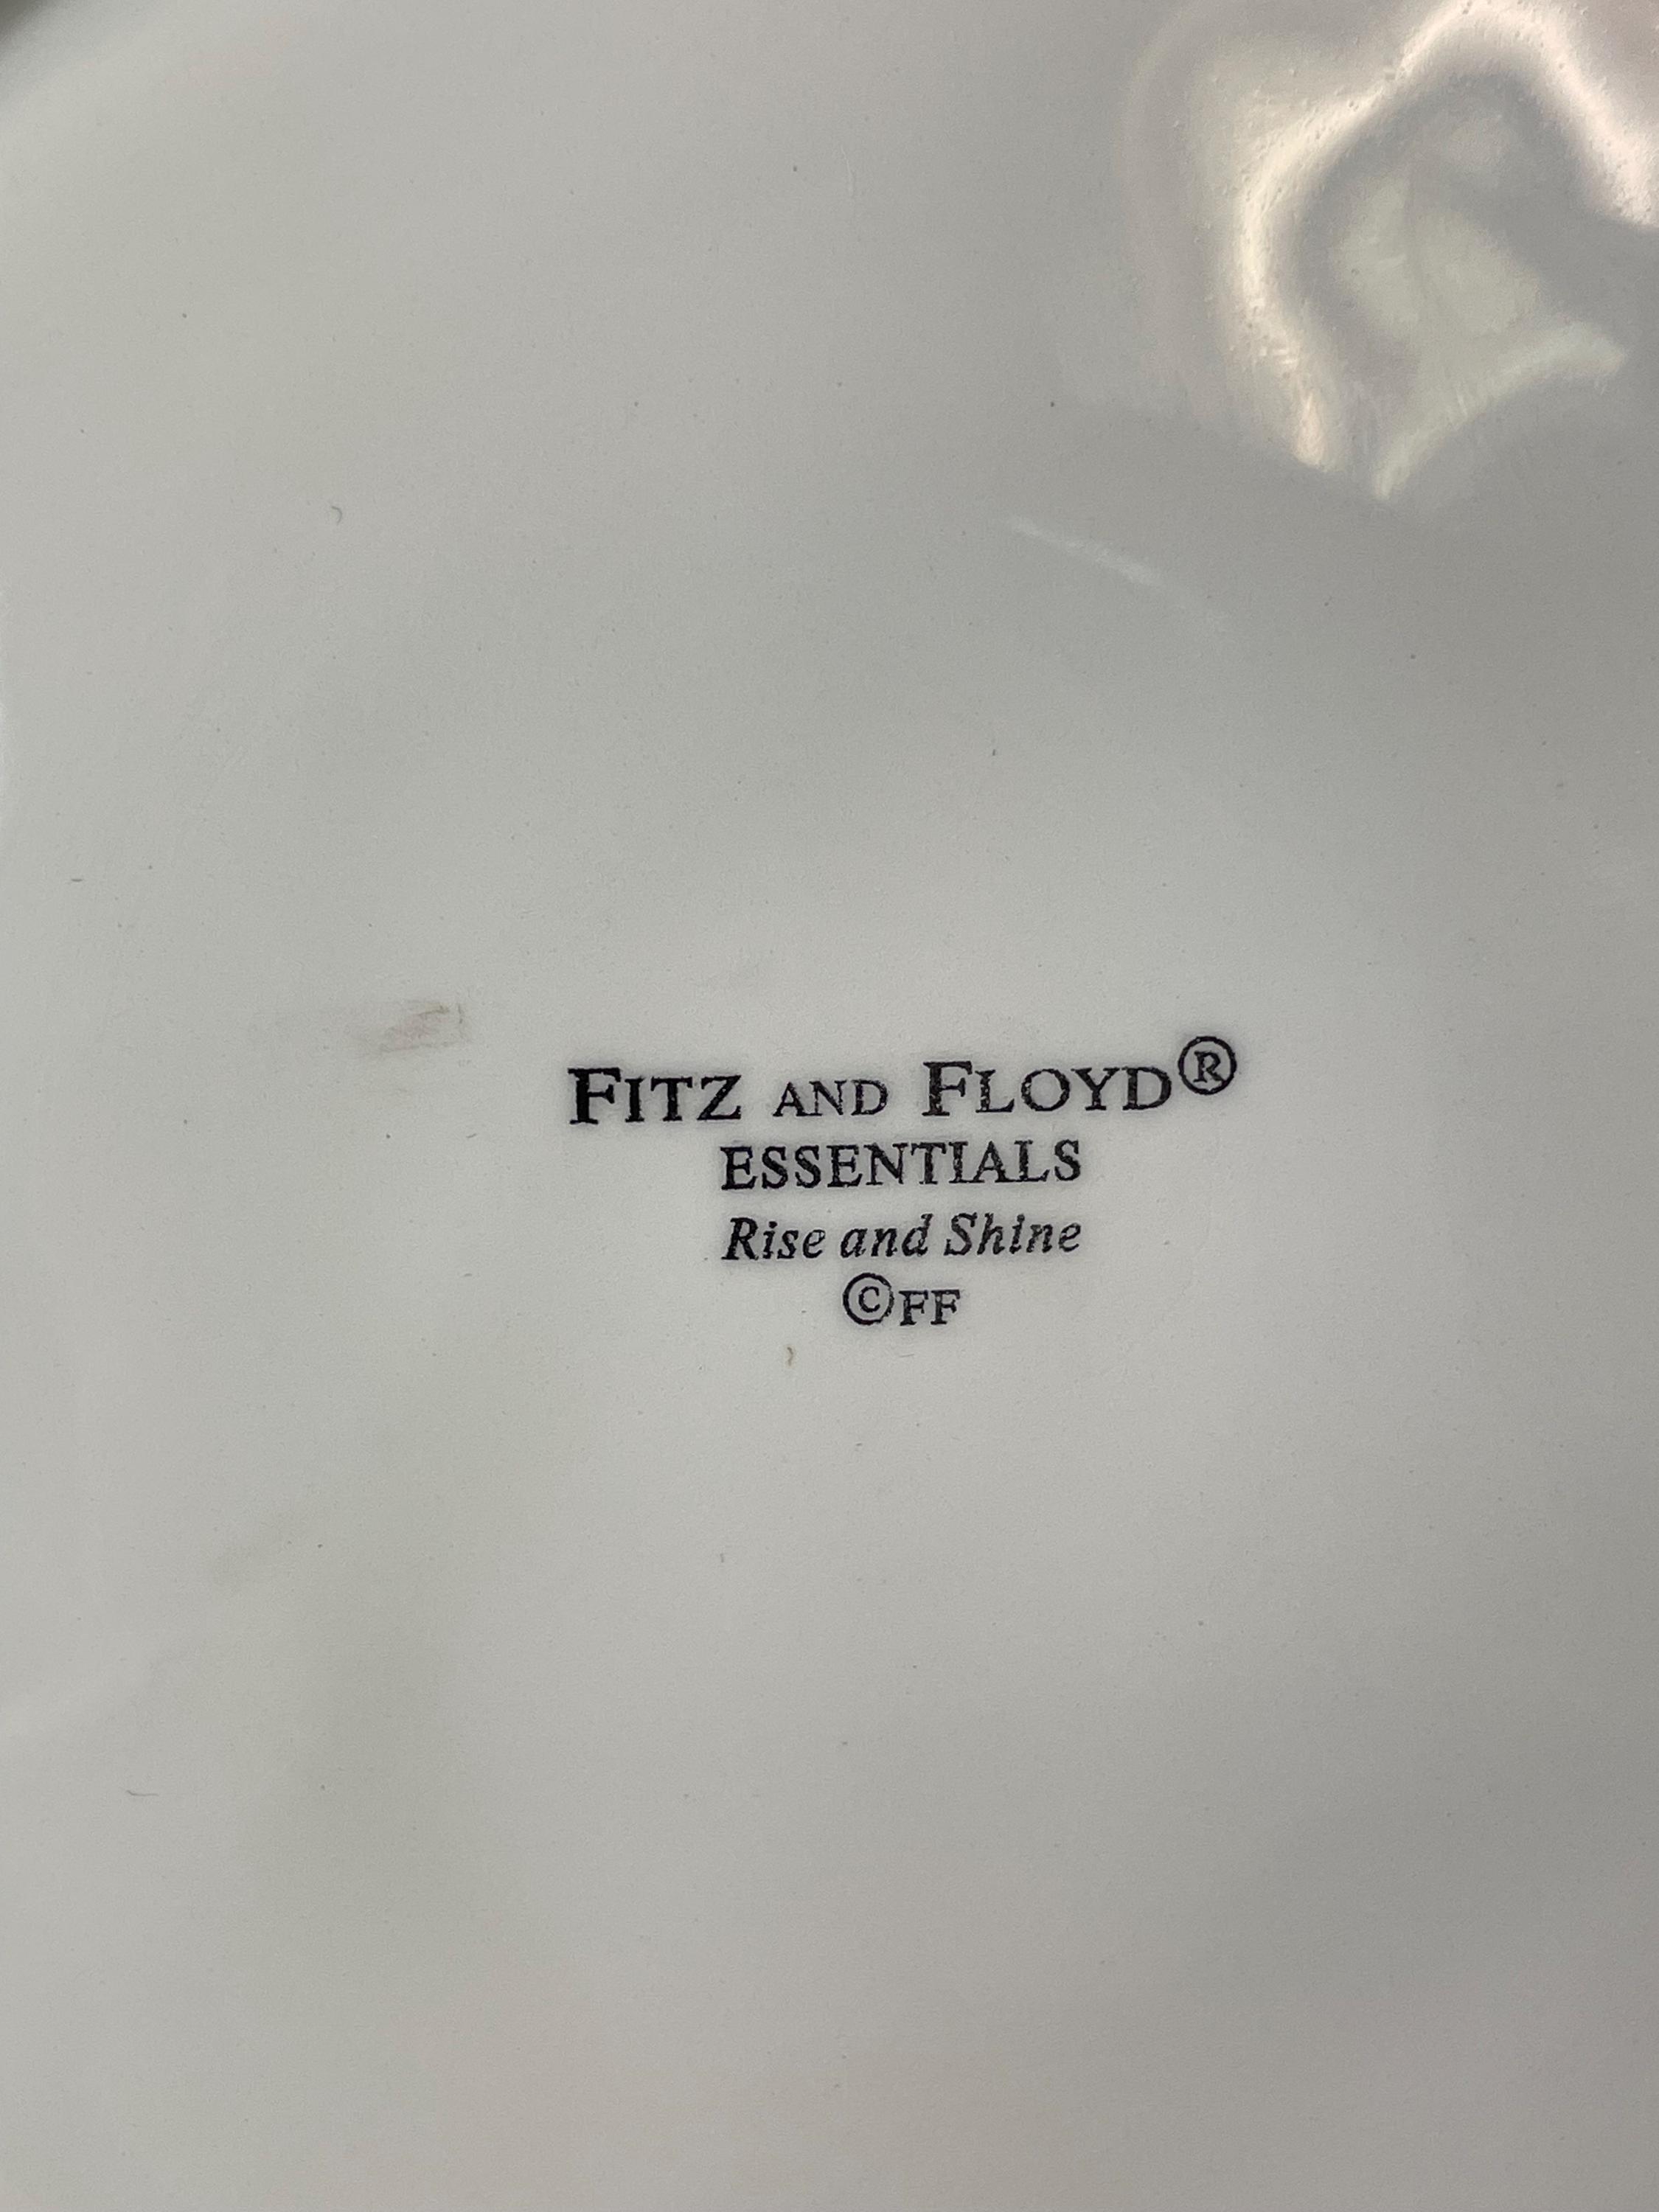 FITZ AND FLOYD®
ESSENTIALS
Rise and Shine
©FF